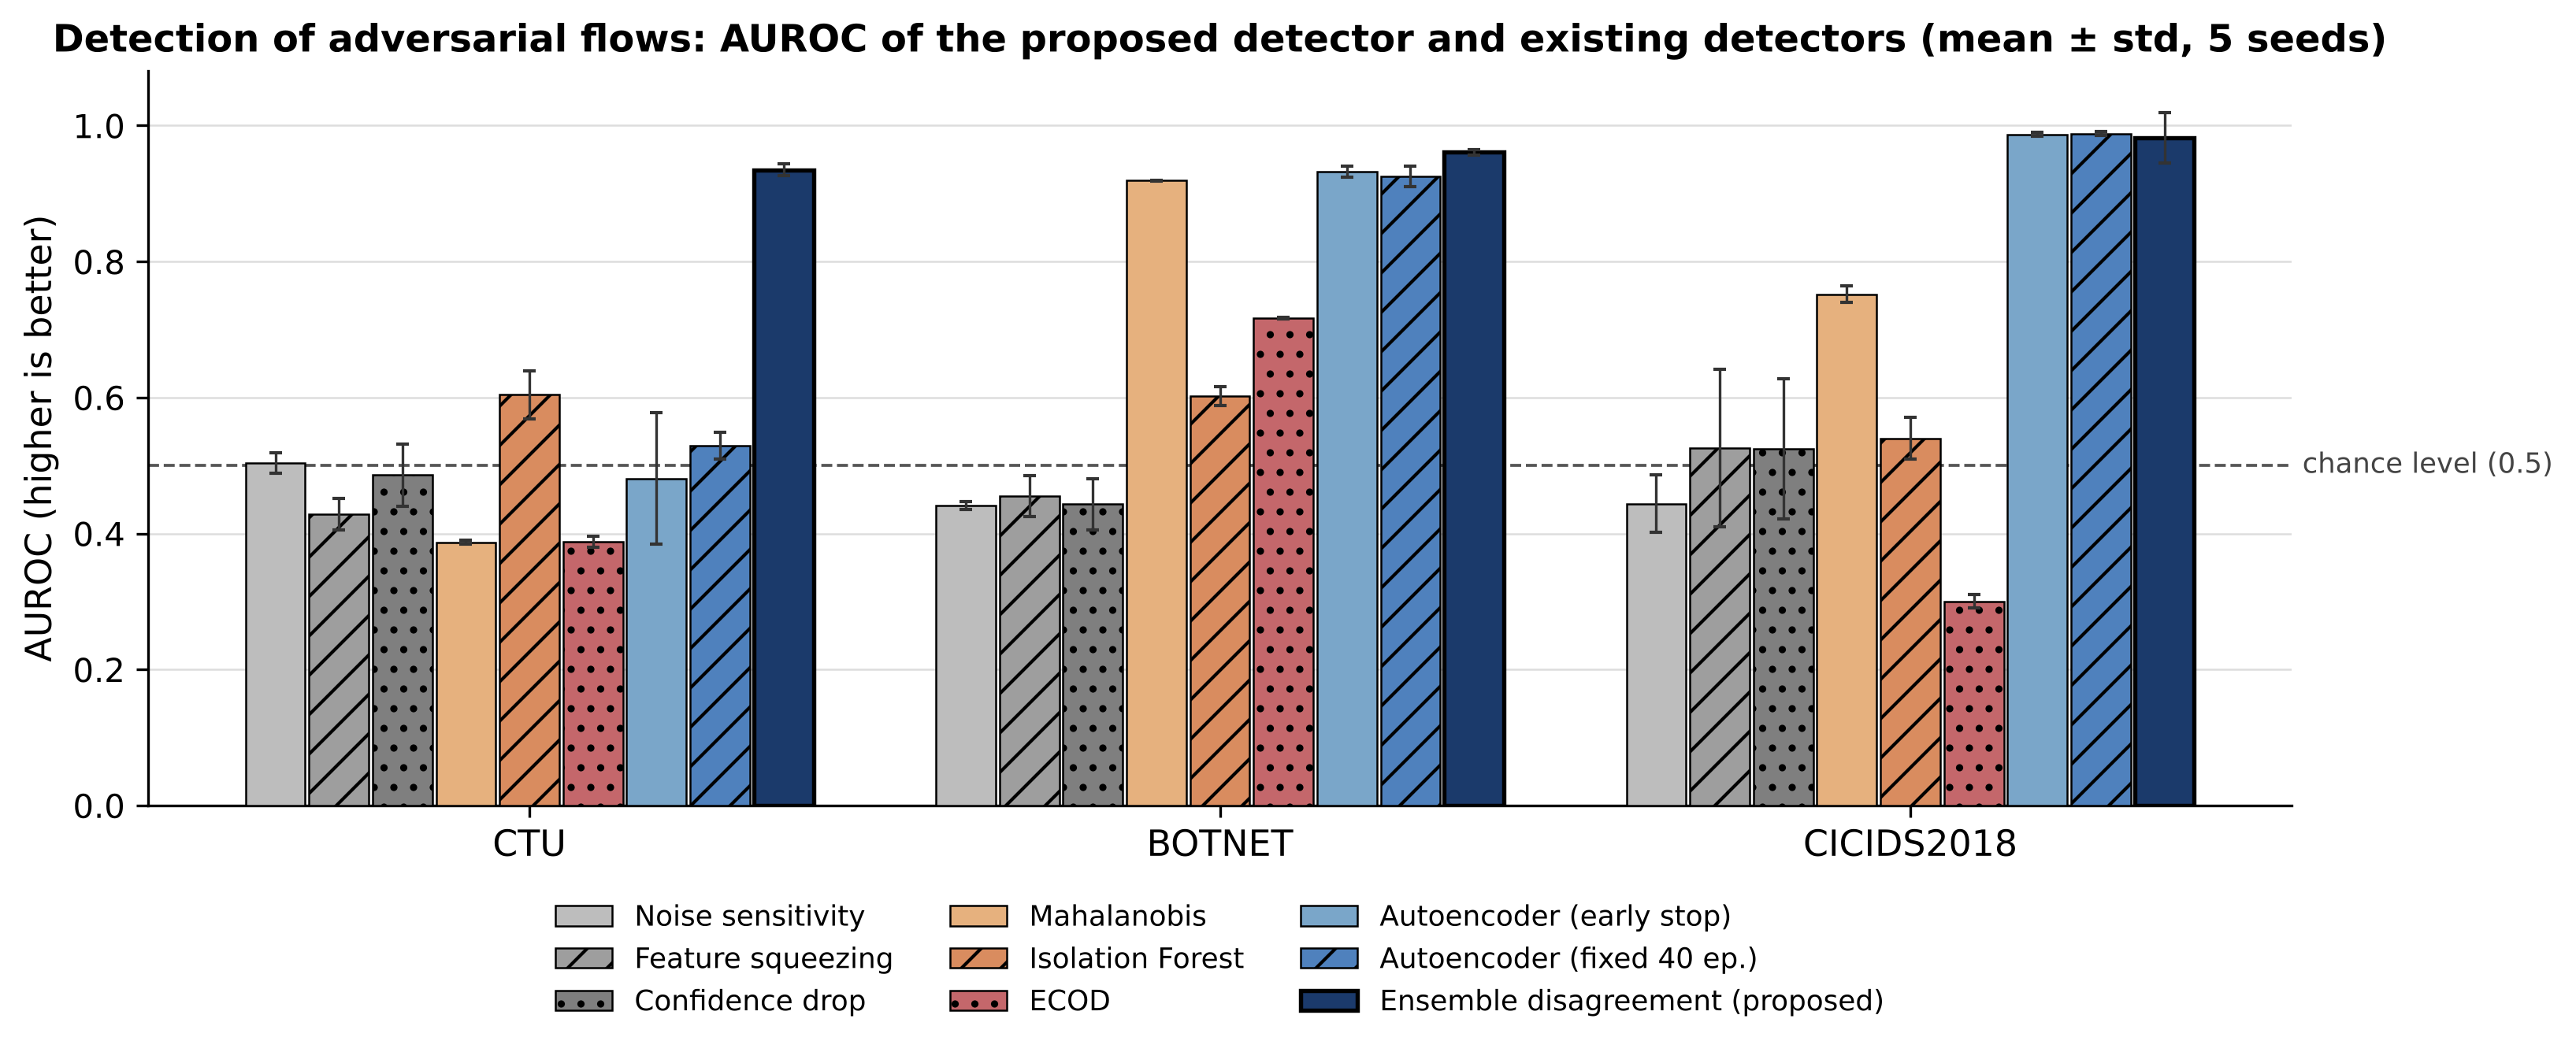 Detection of adversarial flows: AUROC of the proposed detector and existing detectors (mean ± std, 5 seeds)
AUROC (higher is better)
1.0
0.8
0.6
0.4
0.2
0.0
chance level (0.5)
CTU
BOTNET
CICIDS2018
Noise sensitivity
Feature squeezing
Confidence drop
Mahalanobis
Isolation Forest
ECOD
Autoencoder (early stop)
Autoencoder (fixed 40 ep.)
Ensemble disagreement (proposed)